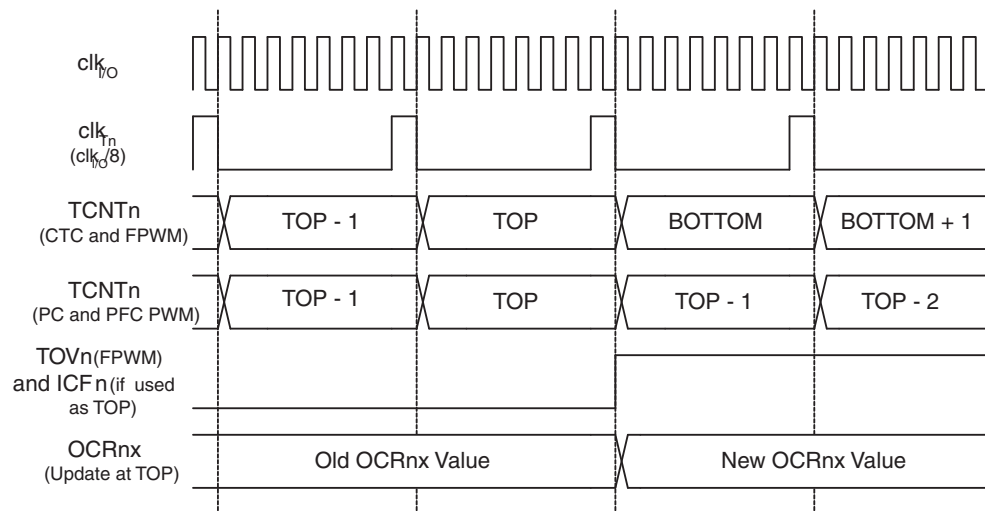 clkI/O
clkTn
(clkI/O/8)
TCNTn
(CTC and FPWM)
TOP - 1
TOP
BOTTOM
BOTTOM + 1
TCNTn
(PC and PFC PWM)
TOP - 1
TOP
TOP - 1
TOP - 2
TOVn(FPWM)
and ICFn(if used
as TOP)
OCRnx
(Update at TOP)
Old OCRnx Value
New OCRnx Value